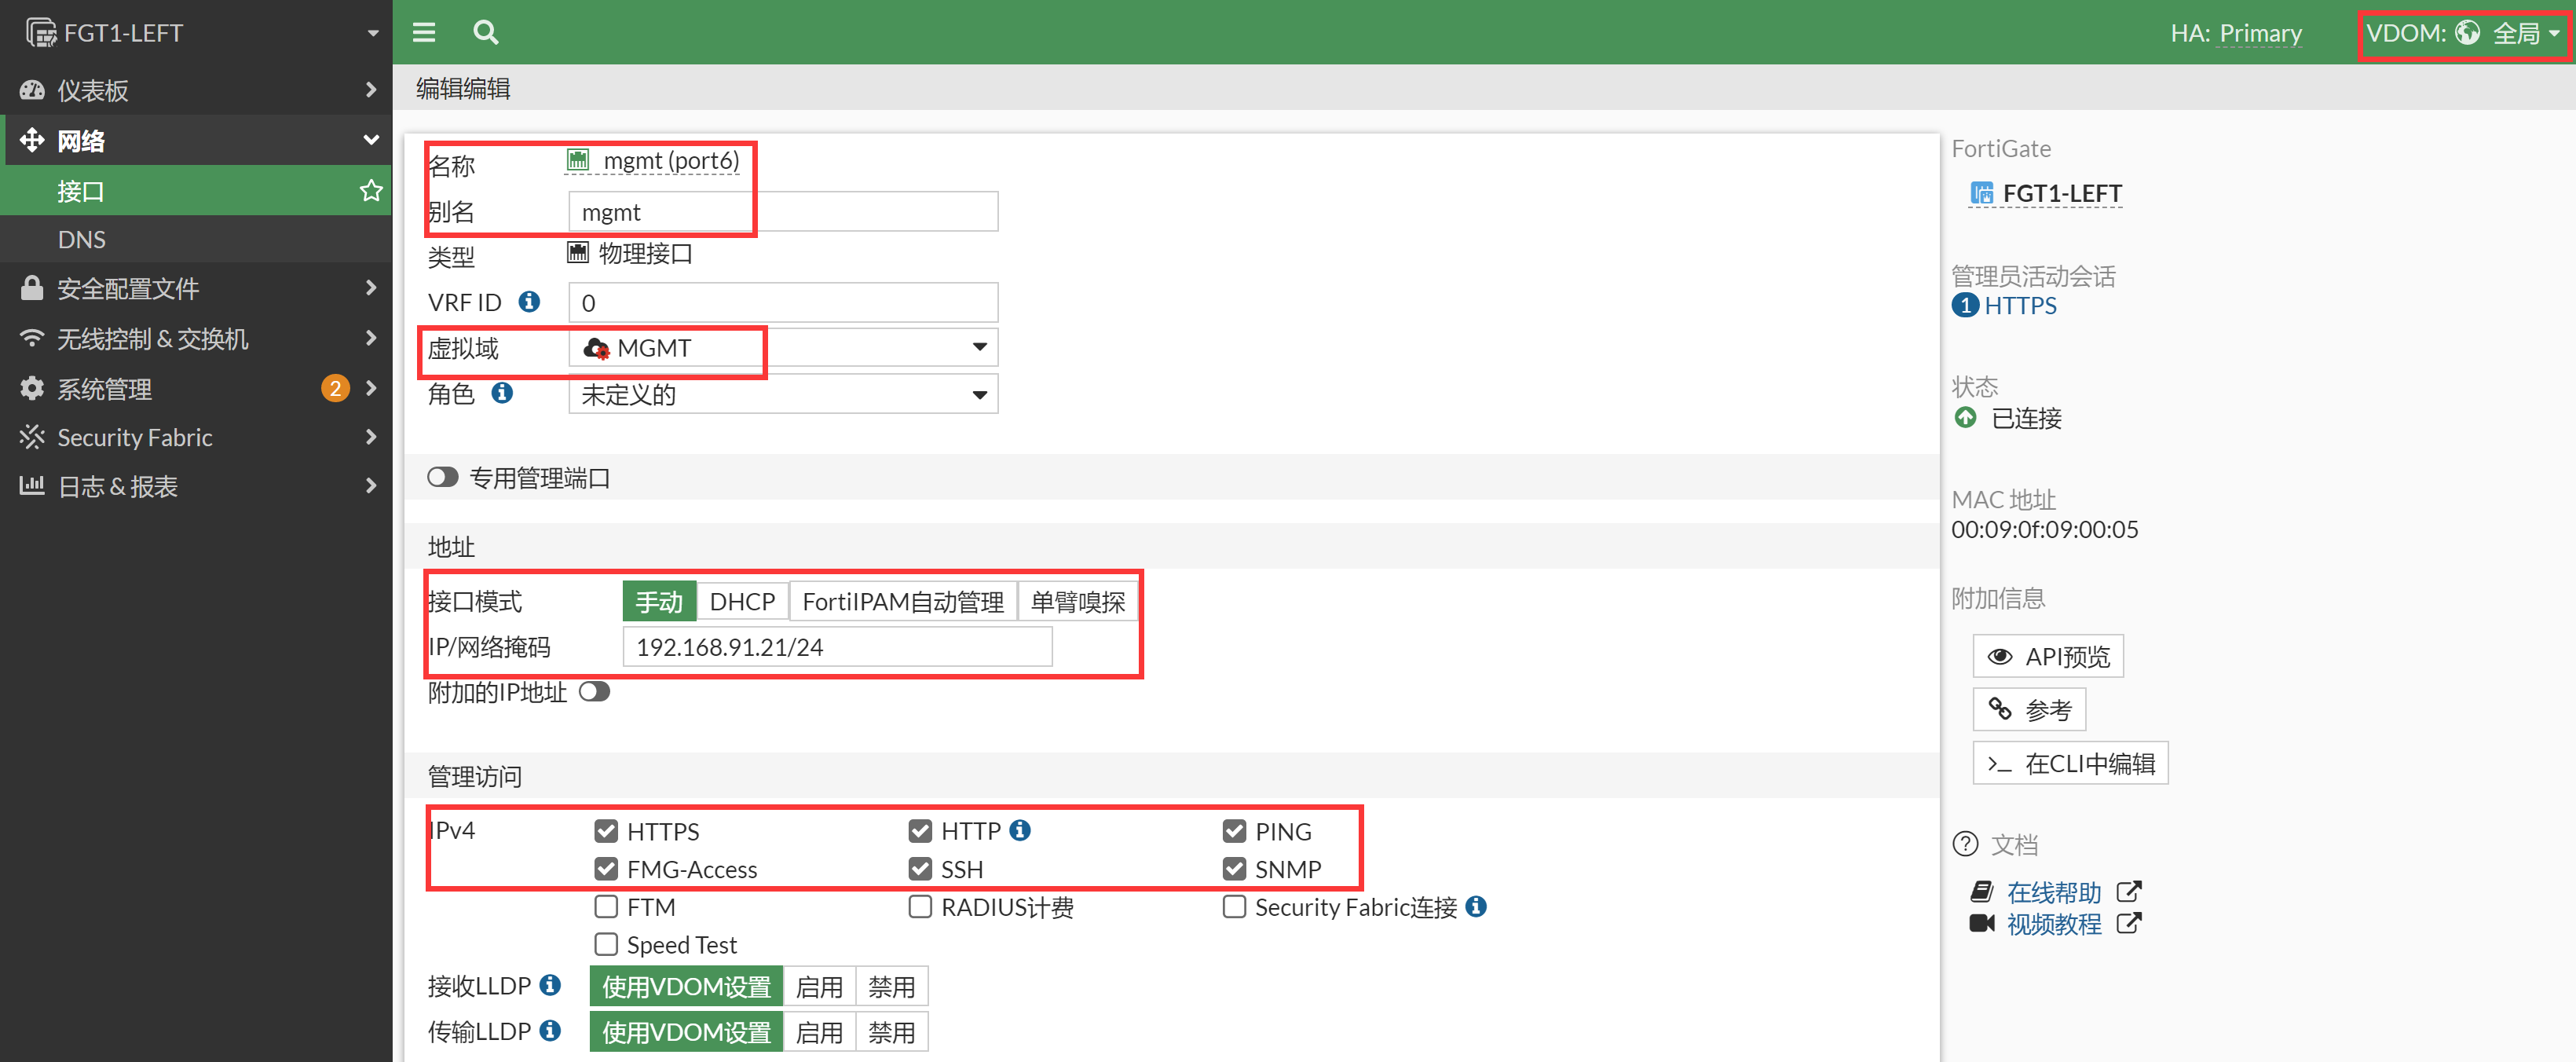 FGT1-LEFT
HA: Primary
VDOM: 全局
仪表板
网络
接口
DNS
安全配置文件
无线控制 & 交换机
系统管理 2
Security Fabric
日志 & 报表
编辑编辑
名称 mgmt (port6)
别名 mgmt
类型 物理接口
VRF ID 0
虚拟域 MGMT
角色 未定义的
专用管理端口
地址
接口模式 手动 DHCP FortiIPAM自动管理 单臂嗅探
IP/网络掩码 192.168.91.21/24
附加的IP地址
管理访问
IPv4 HTTPS HTTP PING
FMG-Access SSH SNMP
FTM RADIUS计费 Security Fabric连接
Speed Test
接收LLDP 使用VDOM设置 启用 禁用
传输LLDP 使用VDOM设置 启用 禁用
FortiGate
FGT1-LEFT
管理员活动会话
1 HTTPS
状态
已连接
MAC 地址
00:09:0f:09:00:05
附加信息
API预览
参考
>_ 在CLI中编辑
文档
在线帮助
视频教程